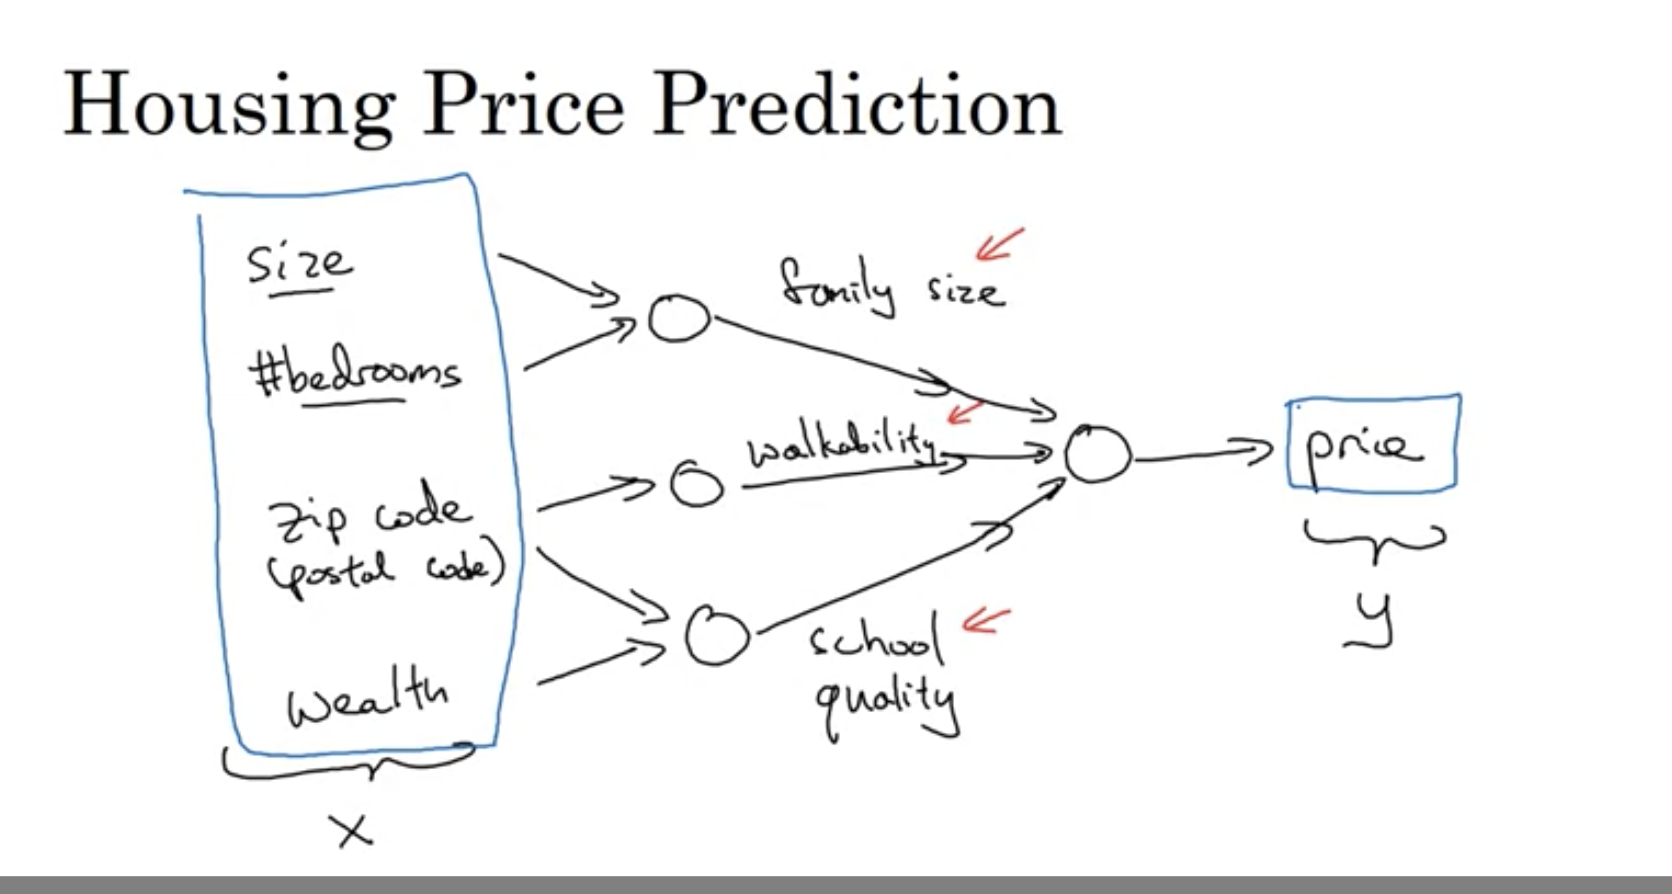 Housing Price Prediction
size
#bedrooms
zip code
(postal code)
wealth
x
family size
walkability
school
quality
price
y